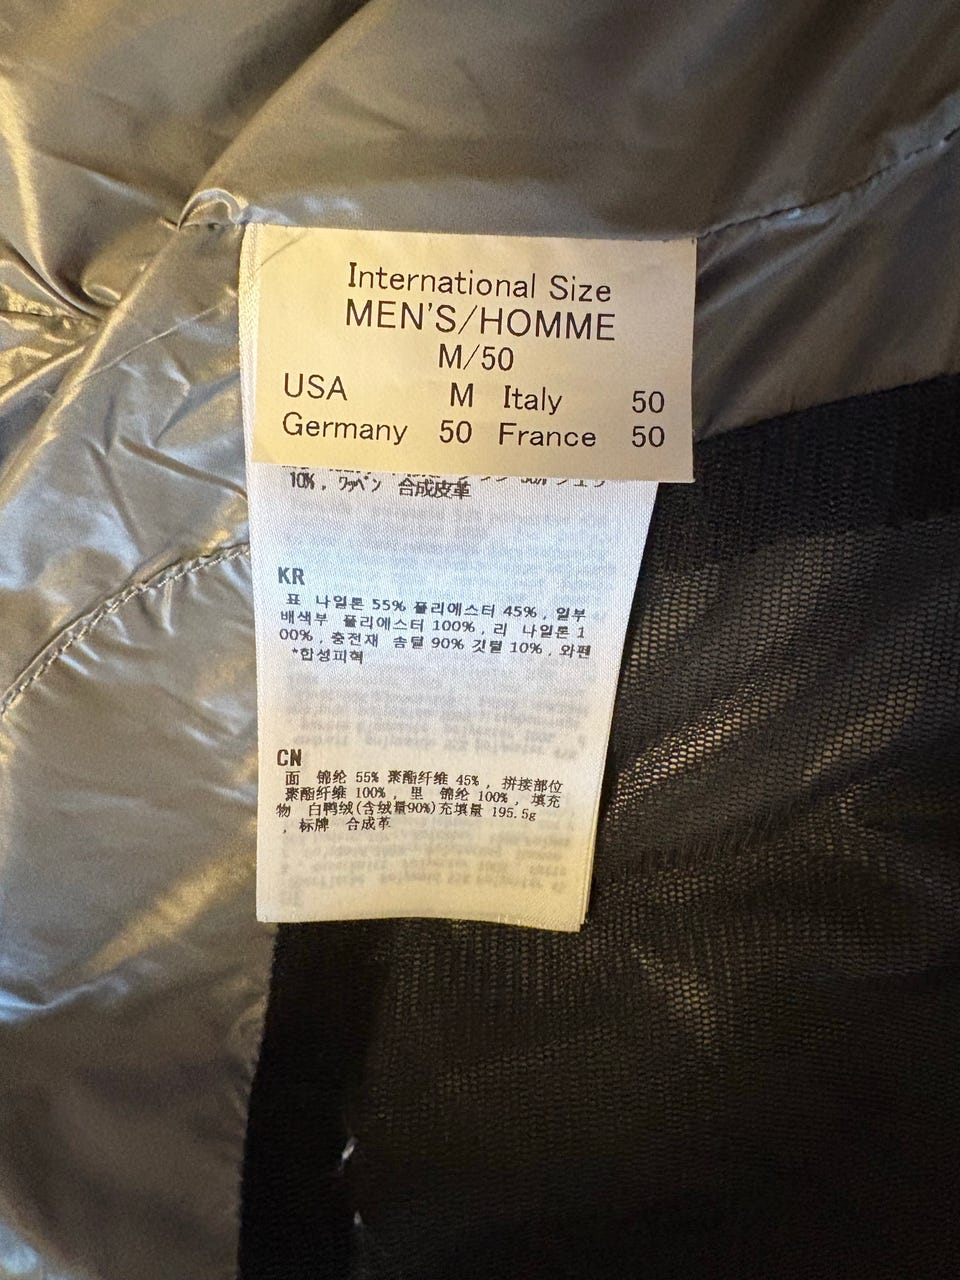 International Size
MEN'S/HOMME
M/50
USA M Italy 50
Germany 50 France 50
10%, ワッペン 合成皮革
KR
표 나일론 55% 폴리에스터 45%, 일부
배색부 폴리에스터 100%, 리 나일론 1
00%, 충전재 솜털 90% 깃털 10%, 와펜
*합성피혁
CN
面 锦纶 55% 聚酯纤维 45%, 拼接部位
聚酯纤维 100%, 里 锦纶 100%, 填充
物 白鸭绒(含绒量90%)充填量 195.5g
, 标牌 合成革